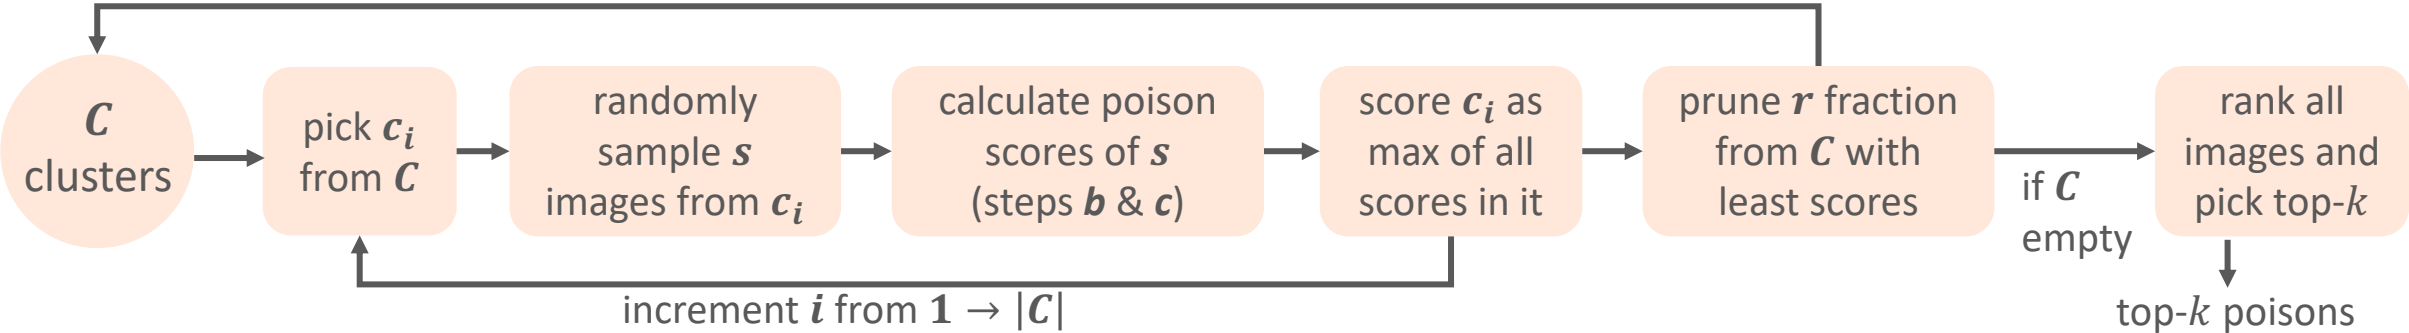 C
clusters
pick c_i
from C
randomly
sample s
images from c_i
calculate poison
scores of s
(steps b & c)
score c_i as
max of all
scores in it
prune r fraction
from C with
least scores
if C
empty
rank all
images and
pick top-k
increment i from 1 → |C|
top-k poisons